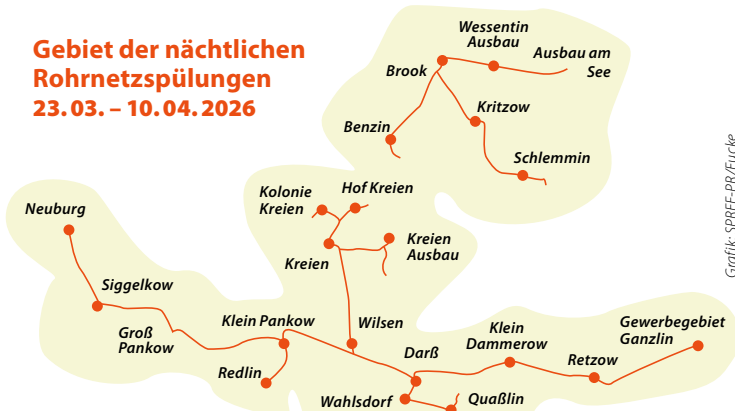 Gebiet der nächtlichen
Rohrnetzspülungen
23. 03. – 10. 04. 2026
Wessentin
Ausbau
Ausbau am
See
Brook
Kritzow
Benzin
Schlemmin
Grafik: SPREE-PR/Fucke
Kolonie
Kreien
Hof Kreien
Neuburg
Kreien
Ausbau
Kreien
Siggelkow
Groß
Pankow
Klein Pankow
Wilsen
Klein
Dammerow
Gewerbegebiet
Ganzlin
Darß
Retzow
Redlin
Wahlsdorf
Quaßlin